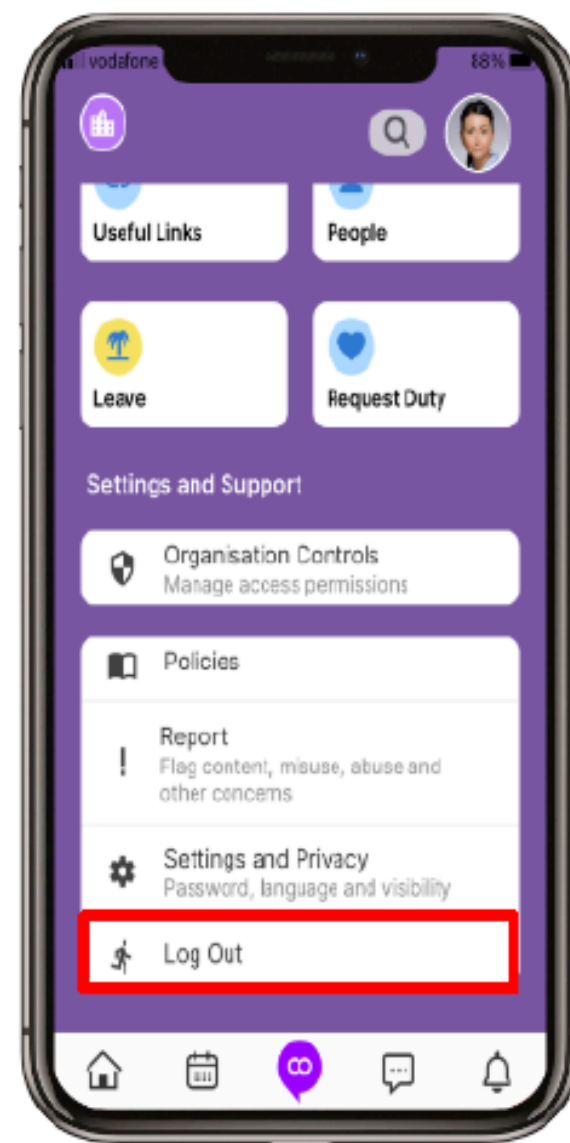 vodafone
88%
Useful Links
People
Leave
Request Duty
Settings and Support
Organisation Controls
Manage access permissions
Policies
Report
Flag content, misuse, abuse and
other concerns
Settings and Privacy
Password, language and visibility
Log Out